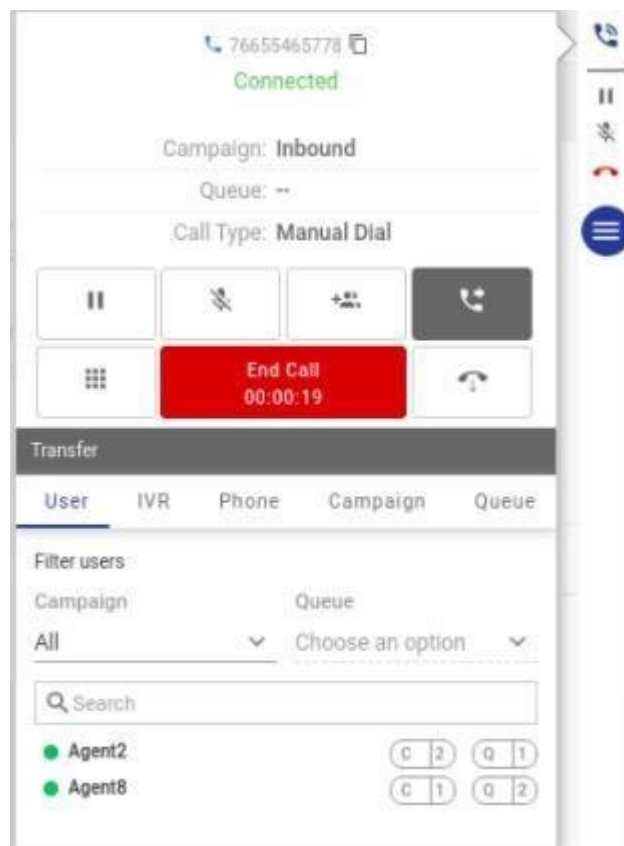 76655465778
Connected
Campaign: Inbound
Queue: --
Call Type: Manual Dial
End Call
00:00:19
Transfer
User IVR Phone Campaign Queue
Filter users
Campaign Queue
All Choose an option
Search
Agent2 C 2 Q 1
Agent8 C 1 Q 2